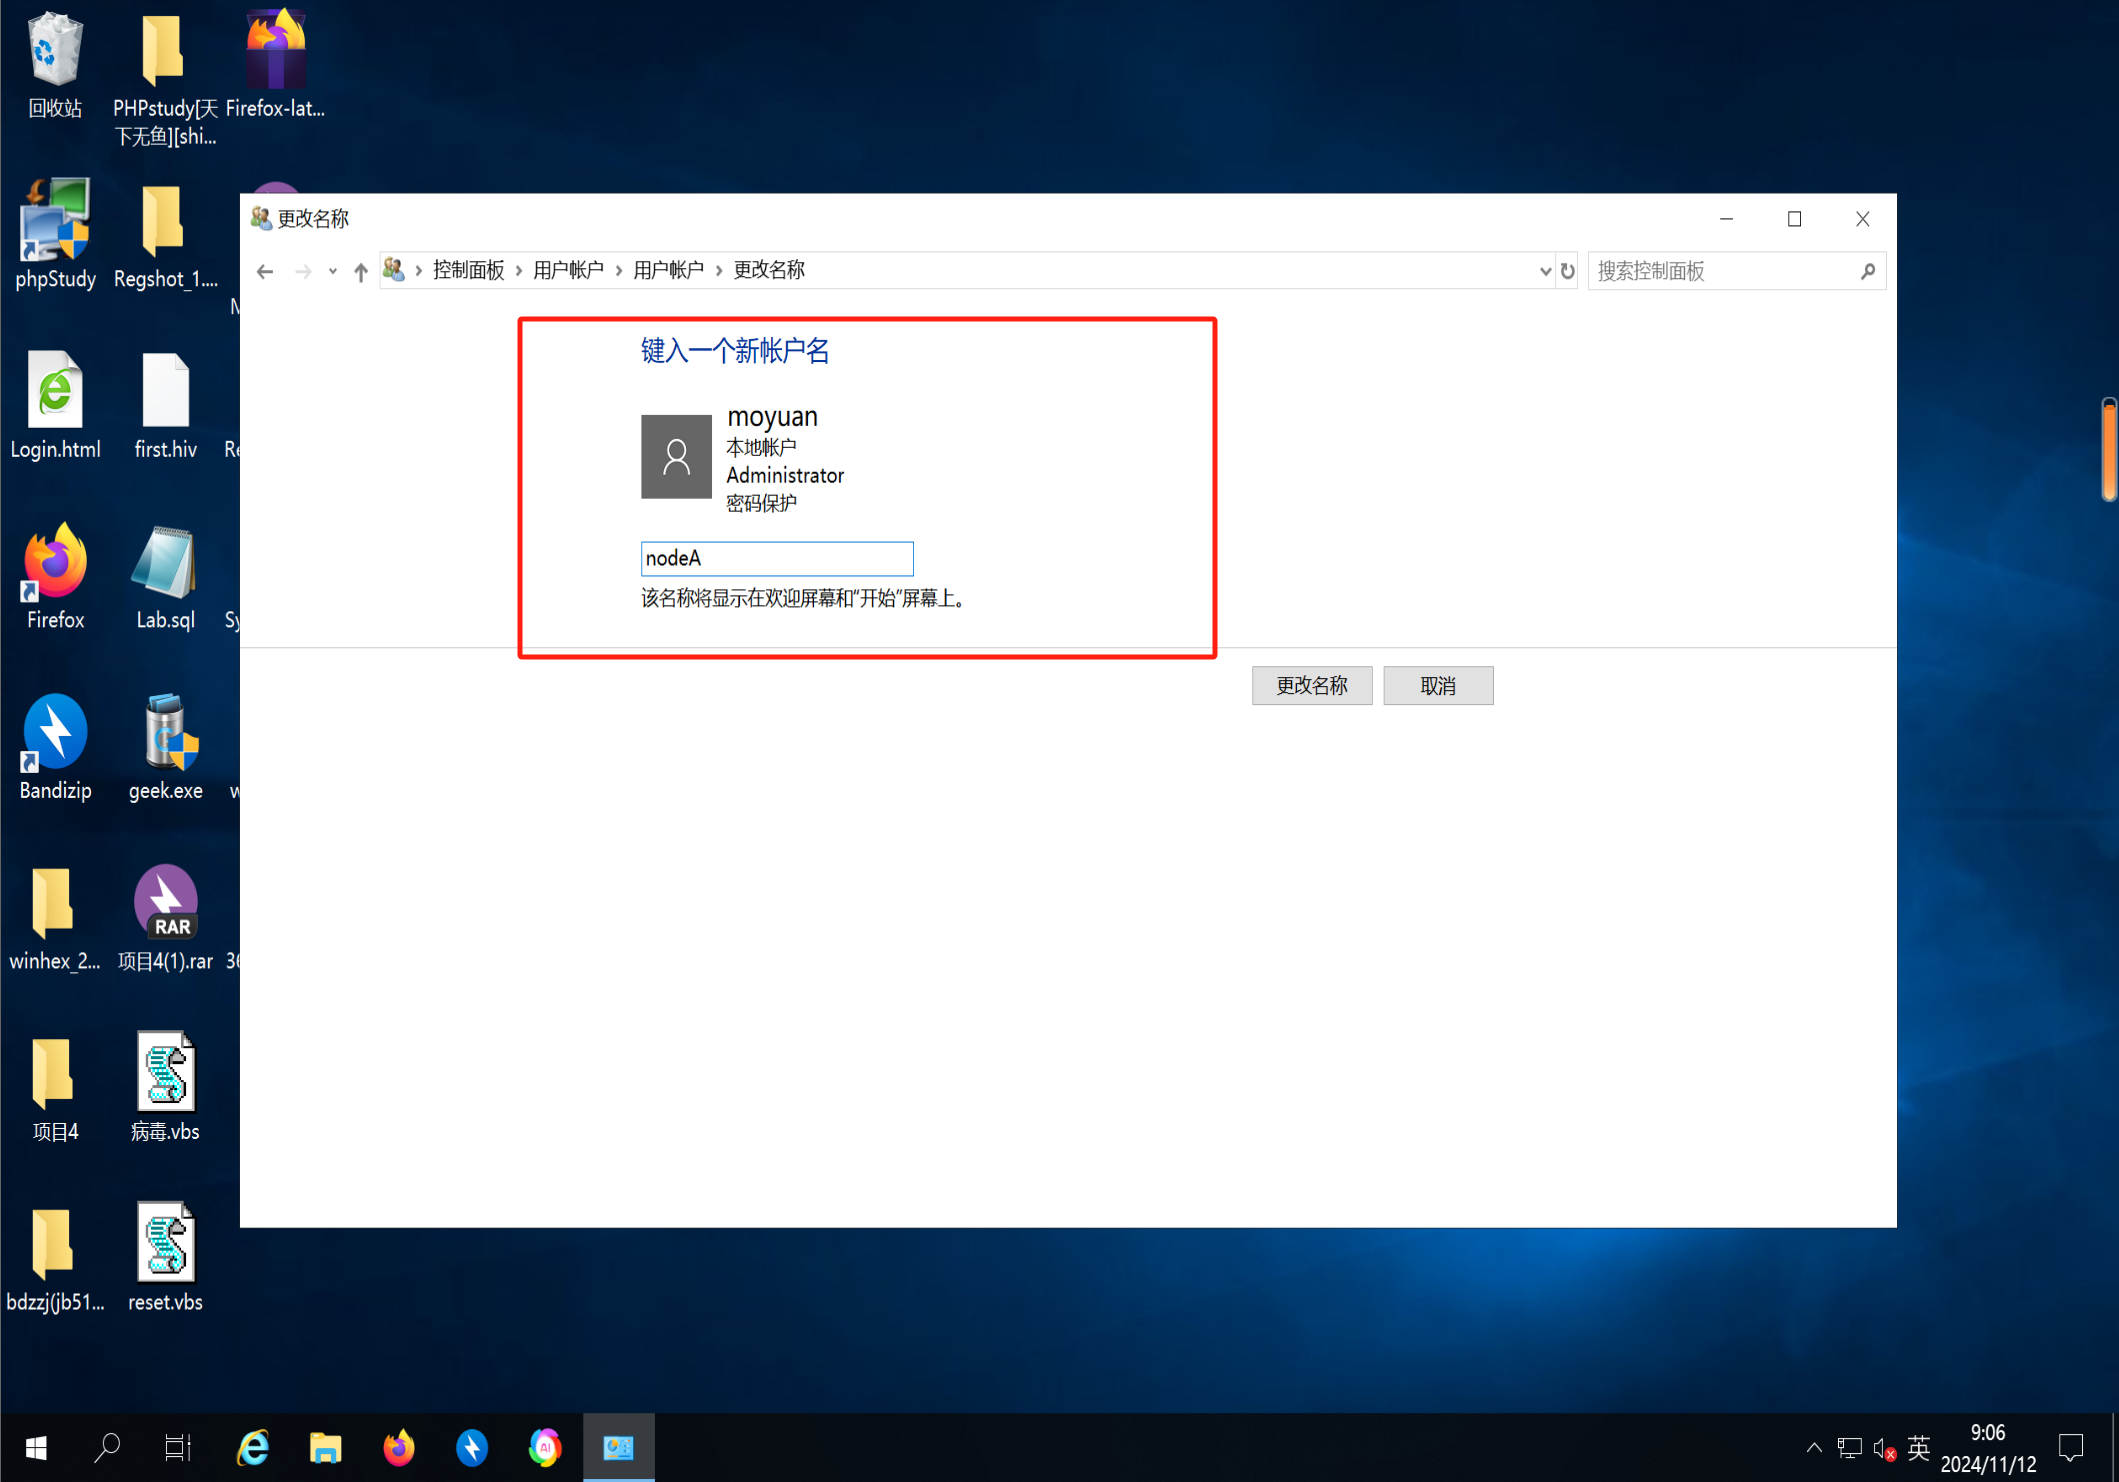 回收站
PHPstudy[天
下无鱼][shi...
Firefox-lat...
phpStudy
Regshot_1....
Login.html
first.hiv
Firefox
Lab.sql
Bandizip
geek.exe
winhex_2...
RAR
项目4(1).rar
项目4
病毒.vbs
bdzzj(jb51...
reset.vbs
更改名称
控制面板 > 用户帐户 > 用户帐户 > 更改名称
搜索控制面板
键入一个新帐户名
moyuan
本地帐户
Administrator
密码保护
nodeA
该名称将显示在欢迎屏幕和“开始”屏幕上。
更改名称
取消
AI
英
9:06
2024/11/12